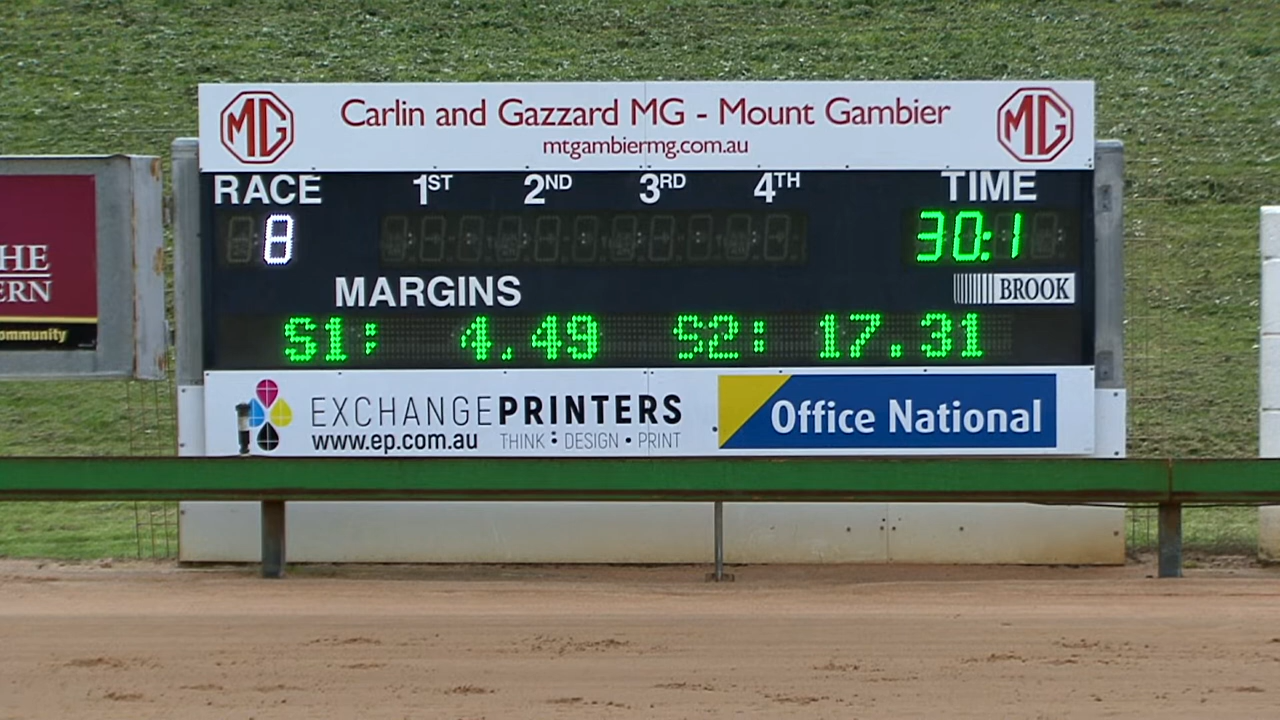 MG Carlin and Gazzard MG - Mount Gambier MG
mtgambiermg.com.au
RACE 1ST 2ND 3RD 4TH TIME
8 30:1
MARGINS
BROOK
S1: 4.49 S2: 17.31
HE
ERN
ommunity
EXCHANGEPRINTERS
www.ep.com.au THINK : DESIGN • PRINT
Office National